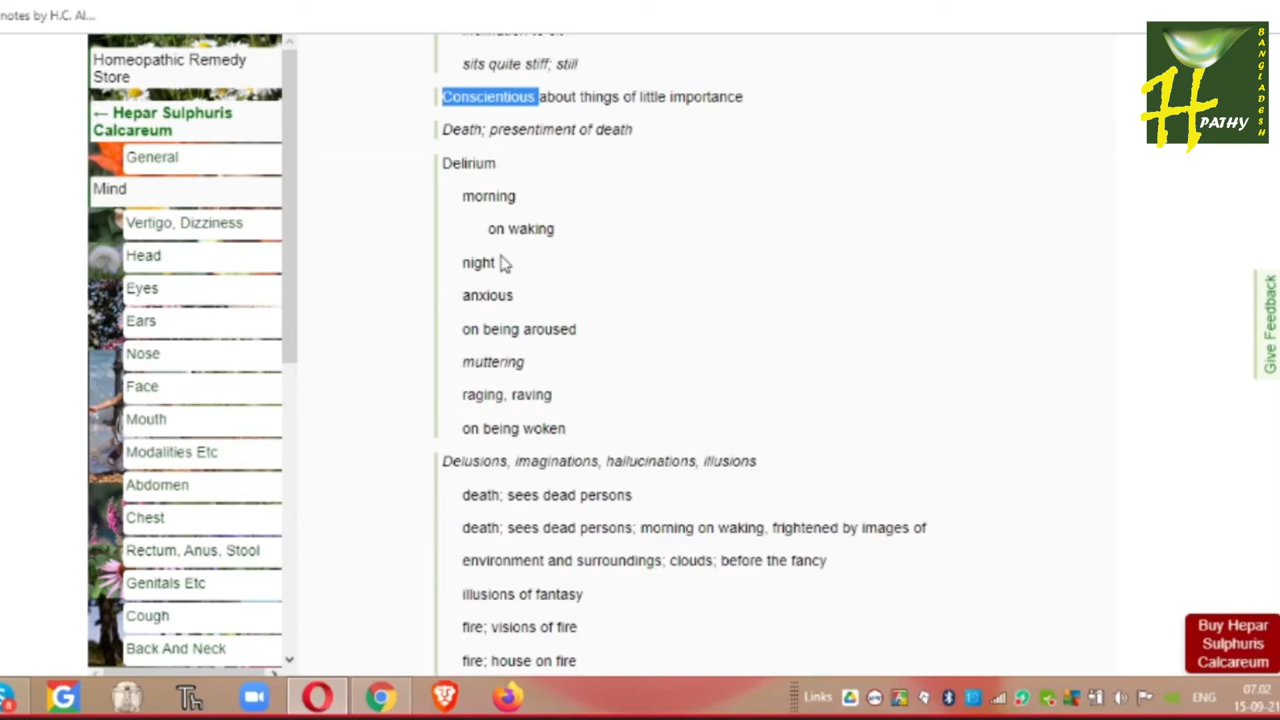 notes by H.C. Al...
Homeopathic Remedy
Store
← Hepar Sulphuris
Calcareum
General
Mind
Vertigo, Dizziness
Head
Eyes
Ears
Nose
Face
Mouth
Modalities Etc
Abdomen
Chest
Rectum, Anus, Stool
Genitals Etc
Cough
Back And Neck
sits quite stiff; still
Conscientious about things of little importance
Death; presentiment of death
Delirium
morning
on waking
night
anxious
on being aroused
muttering
raging, raving
on being woken
Delusions, imaginations, hallucinations, illusions
death; sees dead persons
death; sees dead persons; morning on waking, frightened by images of
environment and surroundings; clouds; before the fancy
illusions of fantasy
fire; visions of fire
fire; house on fire
H
PATHY
BANGLADESH
Give Feedback
Buy Hepar
Sulphuris
Calcareum
8
G
Th
Links
ENG
07.02
15-09-21